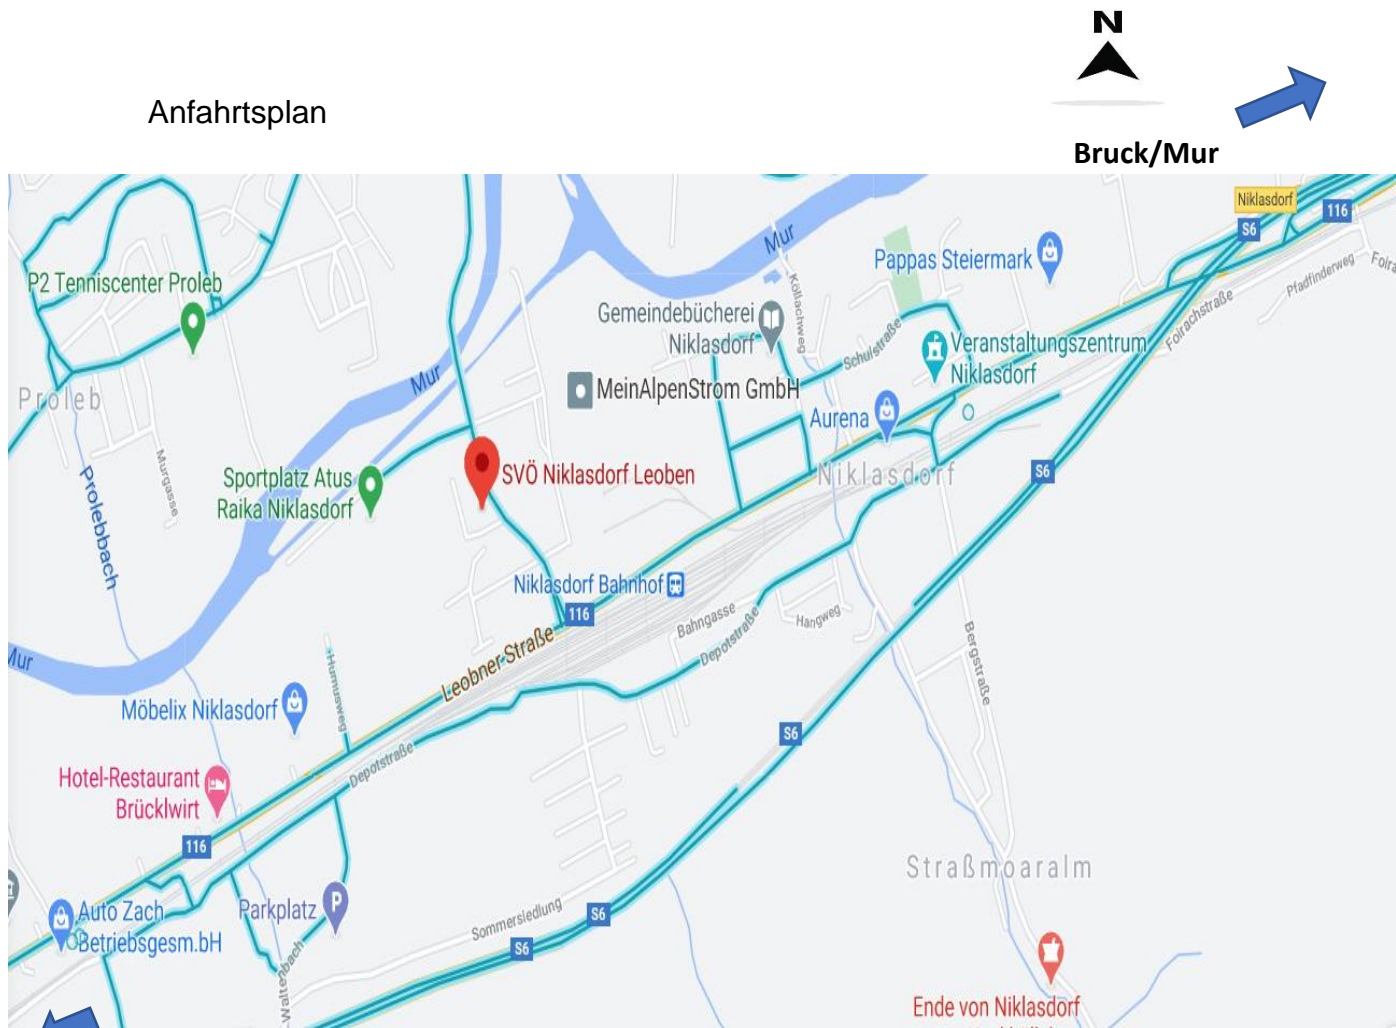 N
Anfahrtsplan
Bruck/Mur
Niklasdorf
116
S6
Mur
Pappas Steiermark
P2 Tenniscenter Proleb
Foirachstraße
Pfadfinderweg
Foira
Köllachweg
Gemeindebücherei
Niklasdorf
Schulstraße
Veranstaltungszentrum
Niklasdorf
Mur
MeinAlpenStrom GmbH
Proleb
Aurena
Murgasse
Prolebbach
Sportplatz Atus
Raika Niklasdorf
SVÖ Niklasdorf Leoben
Niklasdorf
S6
Niklasdorf Bahnhof
116
Bahngasse
Hangweg
Depotstraße
Bergstraße
Leobner Straße
Mur
Humusweg
Möbelix Niklasdorf
S6
Depotstraße
Hotel-Restaurant
Brücklwirt
116
Straßmoaralm
P
Parkplatz
Auto Zach
Betriebsgesm.bH
Sommersiedlung
S6
S6
Ende von Niklasdorf